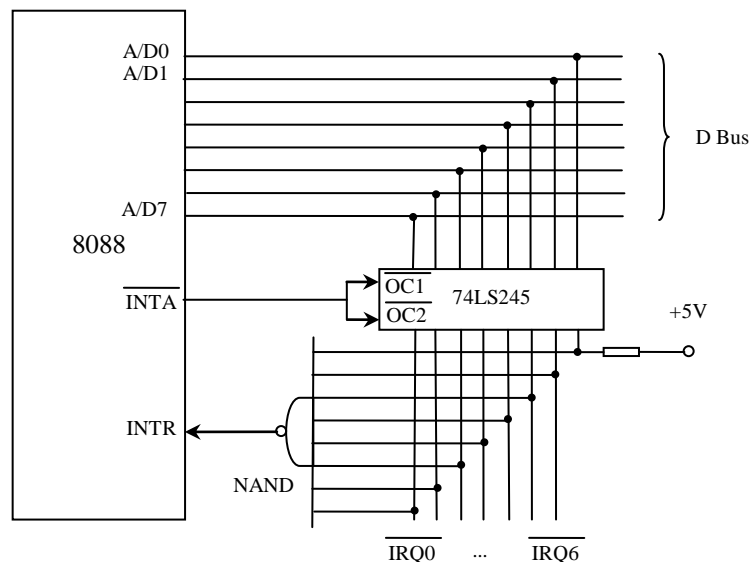 A/D0
A/D1
D Bus
A/D7
8088
INTA
OC1
OC2
74LS245
+5V
INTR
NAND
IRQ0 ... IRQ6